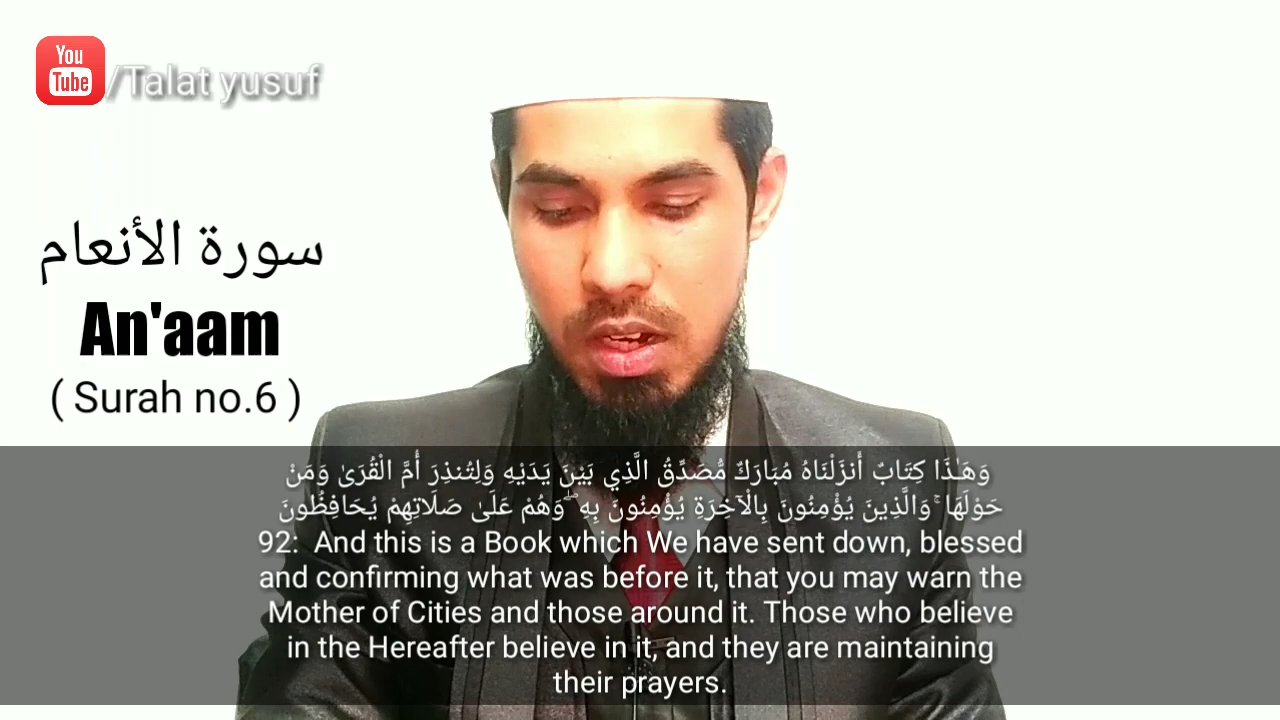 You
Tube
/Talat yusuf
سورة الأنعام
An'aam
( Surah no.6 )
وَهَـٰذَا كِتَابٌ أَنزَلْنَاهُ مُبَارَكٌ مُّصَدِّقُ الَّذِي بَيْنَ يَدَيْهِ وَلِتُنذِرَ أُمَّ الْقُرَىٰ وَمَنْ
حَوْلَهَا ۚ وَالَّذِينَ يُؤْمِنُونَ بِالْآخِرَةِ يُؤْمِنُونَ بِهِ ۖ وَهُمْ عَلَىٰ صَلَاتِهِمْ يُحَافِظُونَ
92:  And this is a Book which We have sent down, blessed
and confirming what was before it, that you may warn the
Mother of Cities and those around it. Those who believe
in the Hereafter believe in it, and they are maintaining
their prayers.